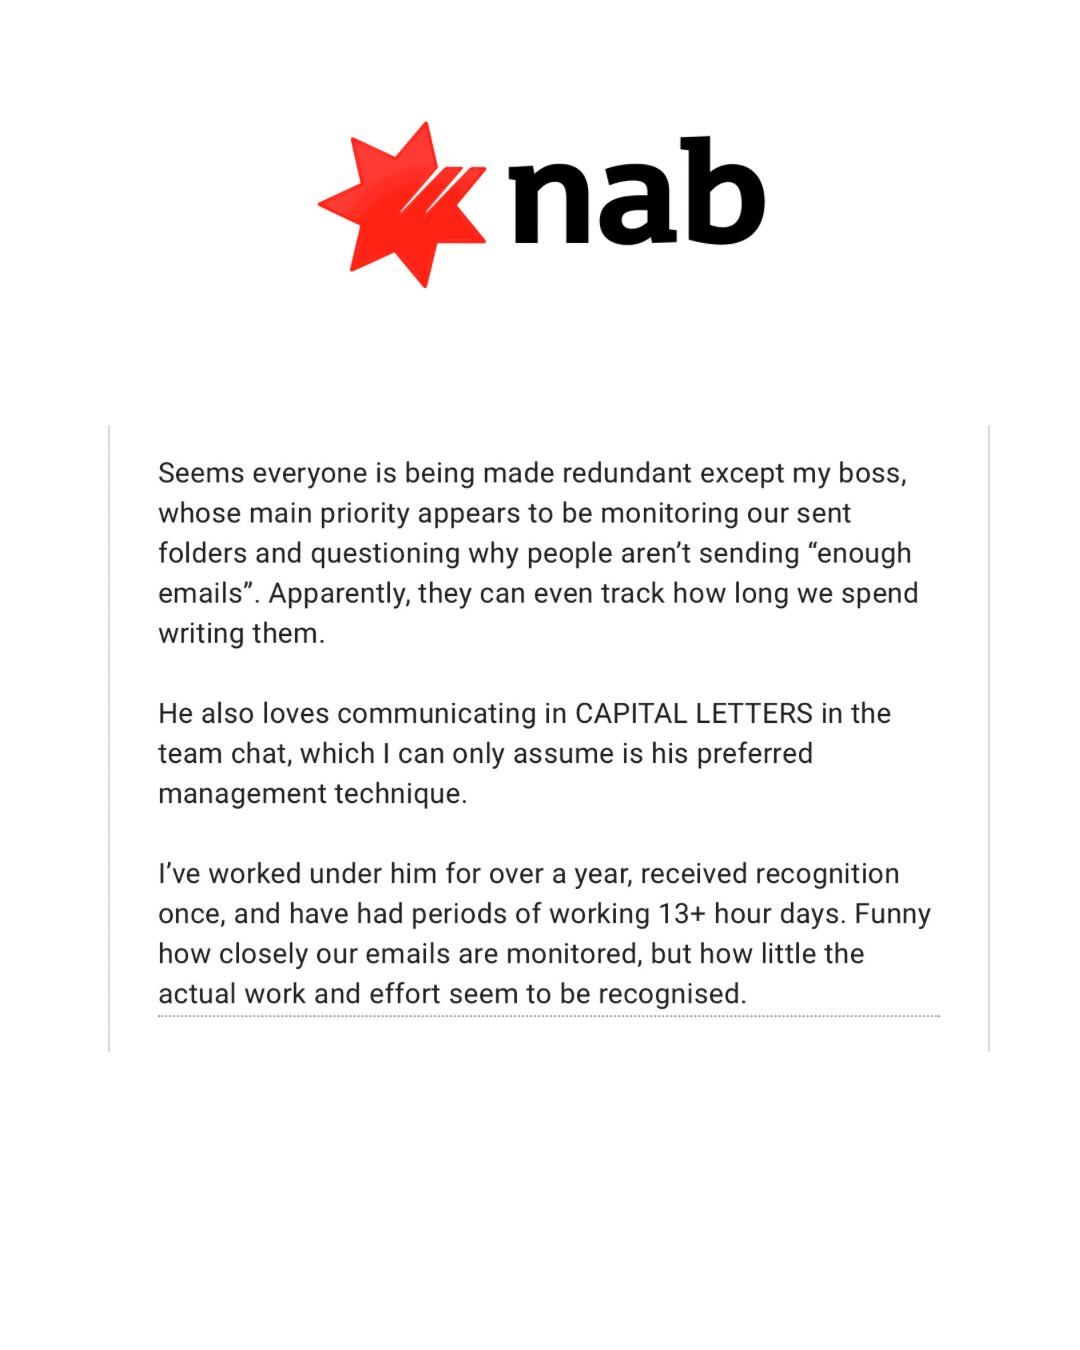 nab
Seems everyone is being made redundant except my boss,
whose main priority appears to be monitoring our sent
folders and questioning why people aren’t sending “enough
emails”. Apparently, they can even track how long we spend
writing them.
He also loves communicating in CAPITAL LETTERS in the
team chat, which I can only assume is his preferred
management technique.
I’ve worked under him for over a year, received recognition
once, and have had periods of working 13+ hour days. Funny
how closely our emails are monitored, but how little the
actual work and effort seem to be recognised.